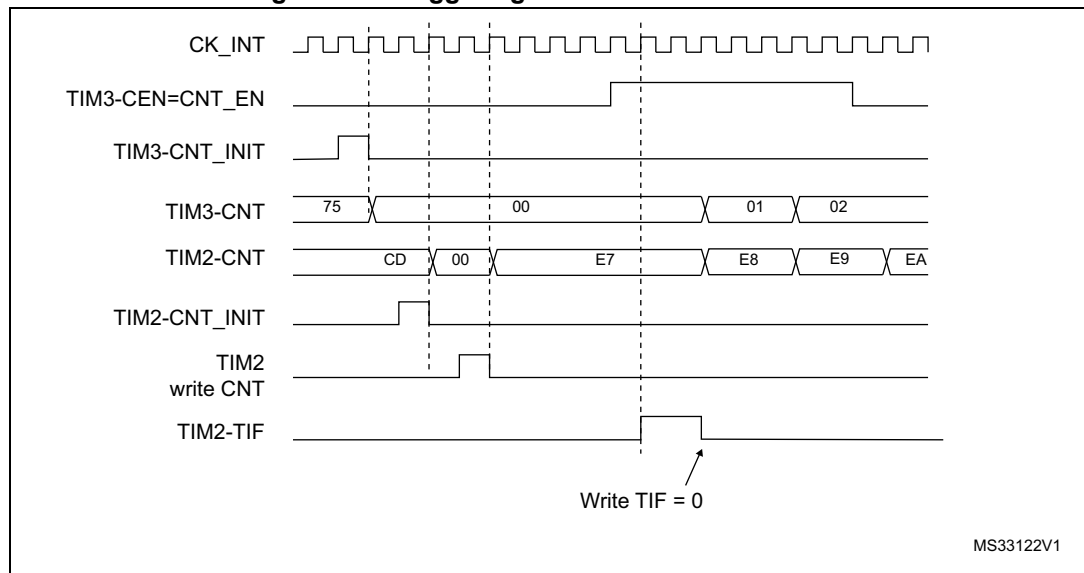 CK_INT
TIM3-CEN=CNT_EN
TIM3-CNT_INIT
TIM3-CNT 75 00 01 02
TIM2-CNT CD 00 E7 E8 E9 EA
TIM2-CNT_INIT
TIM2
write CNT
TIM2-TIF
Write TIF = 0
MS33122V1